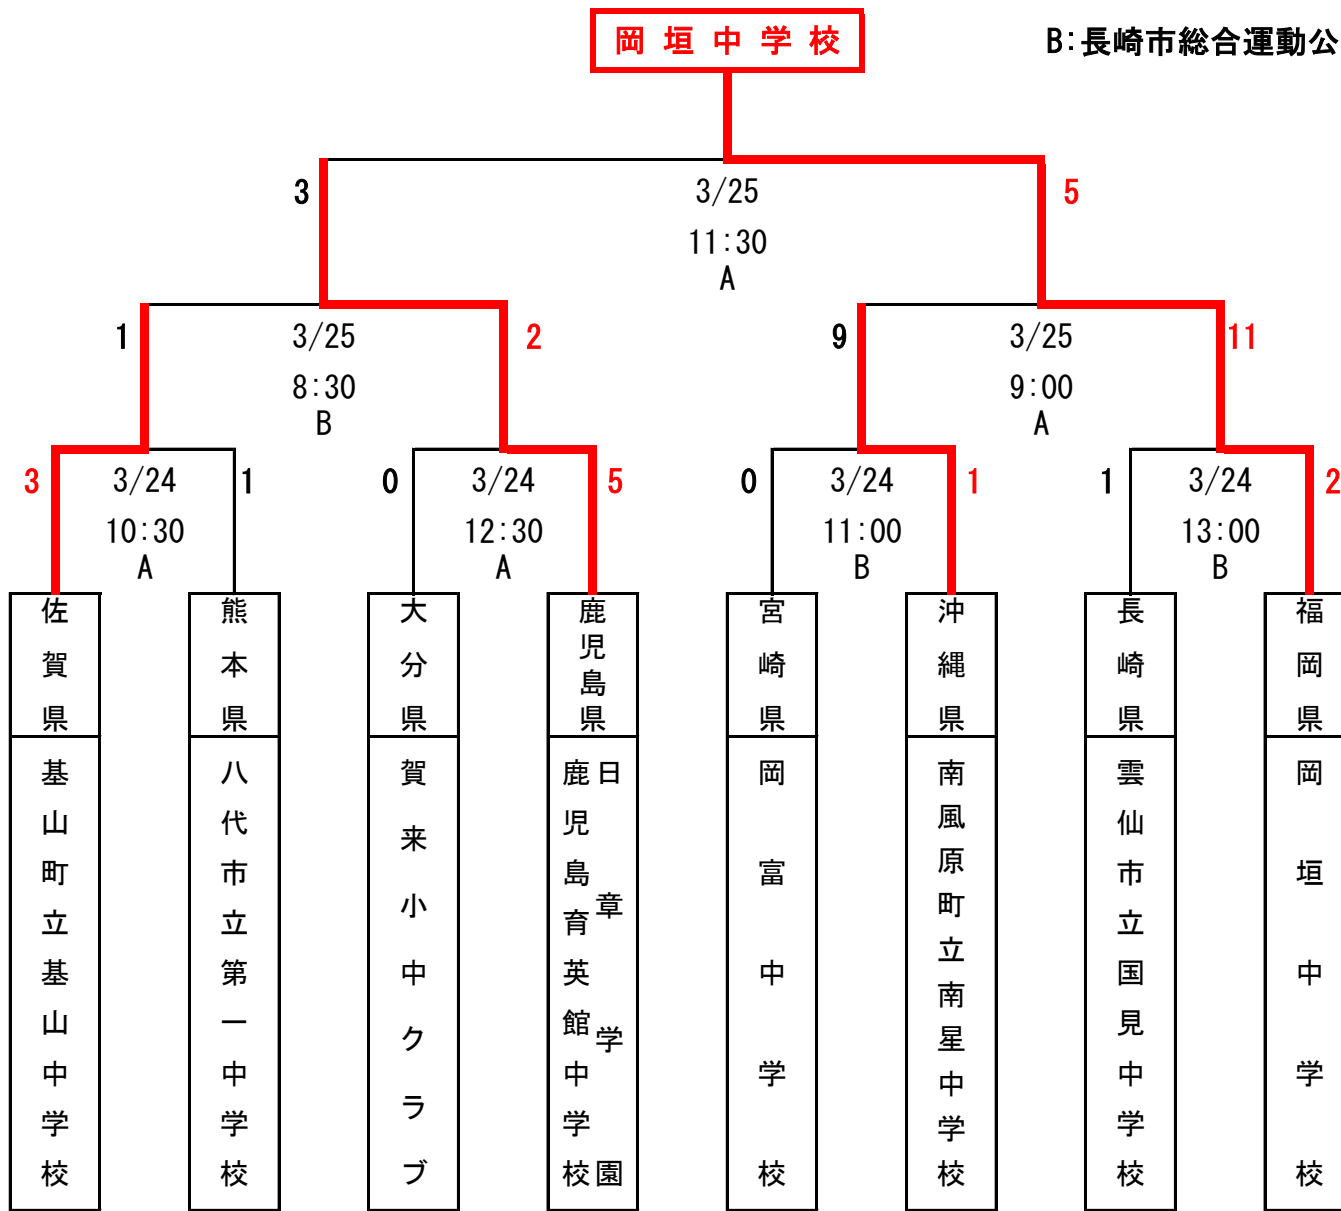 岡垣中学校
B:長崎市総合運動公
3
3/25
5
11:30
A
1
3/25
2
9
3/25
11
8:30
B
9:00
A
3
3/24
1
0
3/24
5
0
3/24
1
1
3/24
2
10:30
A
12:30
A
11:00
B
13:00
B
佐賀県
熊本県
大分県
鹿児島県
宮崎県
沖縄県
長崎県
福岡県
基山町立基山中学校
八代市立第一中学校
賀来小中クラブ
日章学園
鹿児島育英館中学校
岡富中学校
南風原町立南星中学校
雲仙市立国見中学校
岡垣中学校